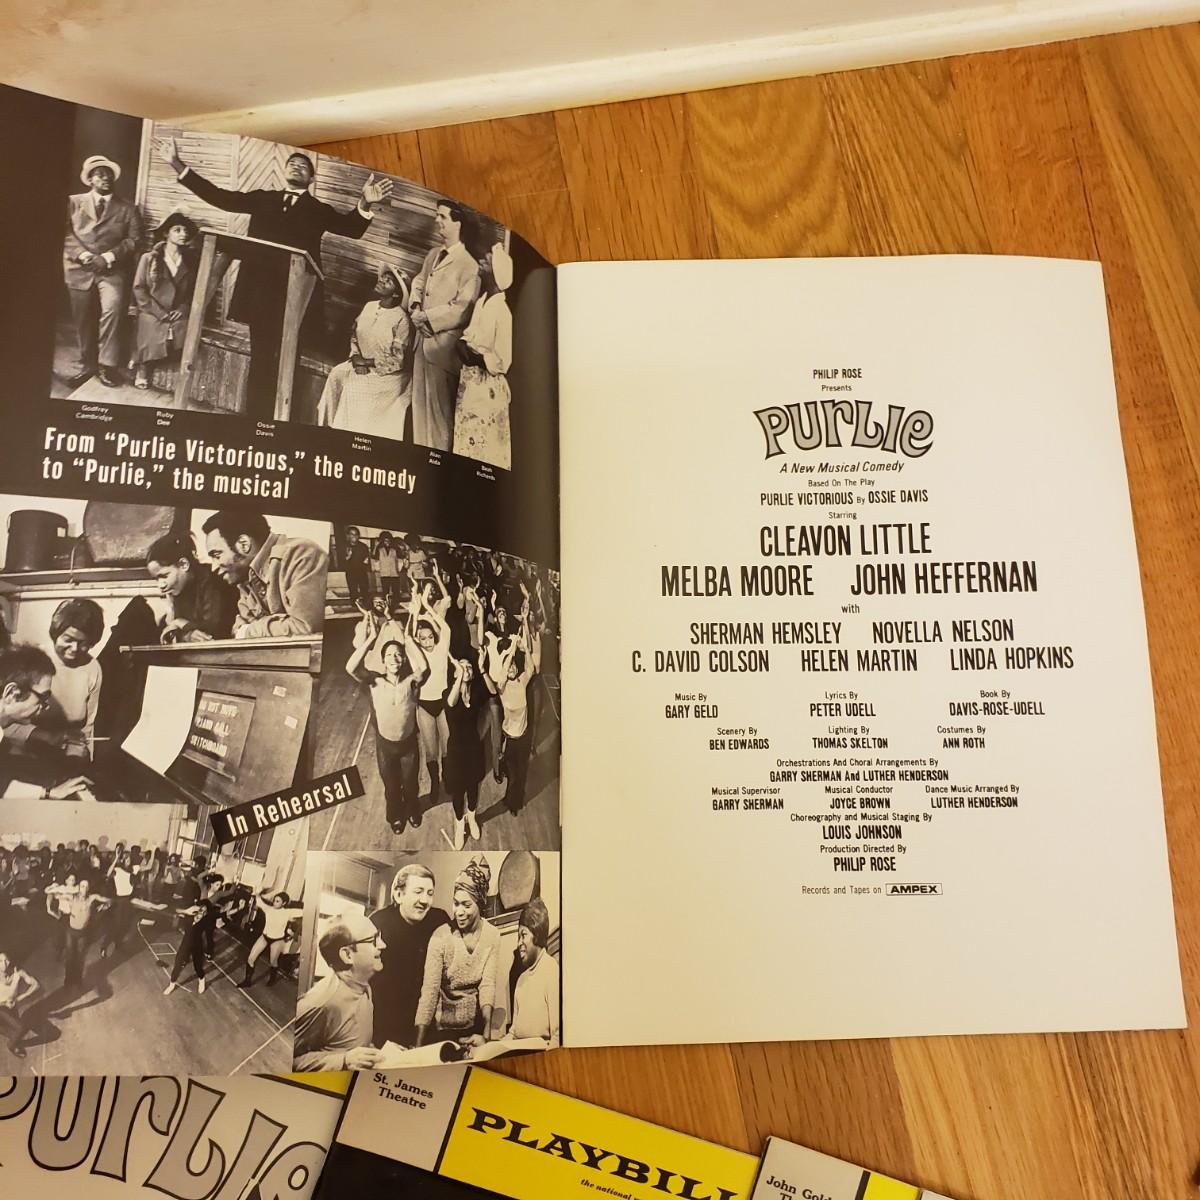 Godfrey
Cambridge
Ruby
Dee
Ossie
Davis
Helen
Martin
Alan
Alda
Beah
Richards
From “Purlie Victorious,” the comedy
to “Purlie,” the musical
In Rehearsal
PHILIP ROSE
Presents
PURLIE
A New Musical Comedy
Based On The Play
PURLIE VICTORIOUS By OSSIE DAVIS
Starring
CLEAVON LITTLE
MELBA MOORE JOHN HEFFERNAN
with
SHERMAN HEMSLEY NOVELLA NELSON
C. DAVID COLSON HELEN MARTIN LINDA HOPKINS
Music By Lyrics By Book By
GARY GELD PETER UDELL DAVIS-ROSE-UDELL
Scenery By Lighting By Costumes By
BEN EDWARDS THOMAS SKELTON ANN ROTH
Orchestrations And Choral Arrangements By
GARRY SHERMAN And LUTHER HENDERSON
Musical Supervisor Musical Conductor Dance Music Arranged By
GARRY SHERMAN JOYCE BROWN LUTHER HENDERSON
Choreography and Musical Staging By
LOUIS JOHNSON
Production Directed By
PHILIP ROSE
Records and Tapes on AMPEX
PURLIE
St. James
Theatre
PLAYBILL
the national
John Gold